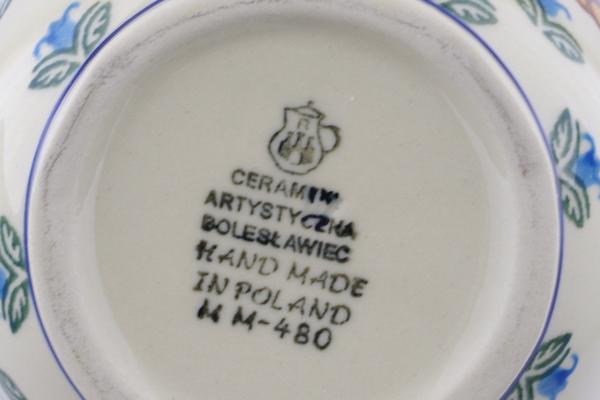 CERAMIKA
ARTYSTYCZNA
BOLESŁAWIEC
HAND MADE
IN POLAND
M M-480